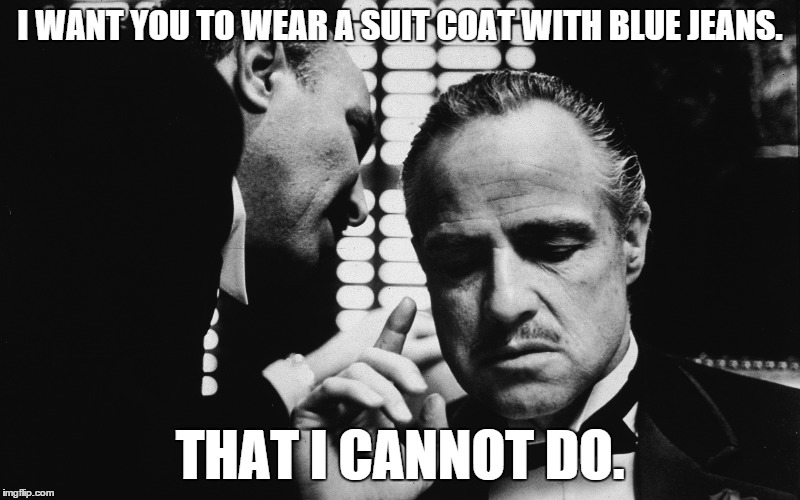 I WANT YOU TO WEAR A SUIT COAT WITH BLUE JEANS.
THAT I CANNOT DO.
imgflip.com